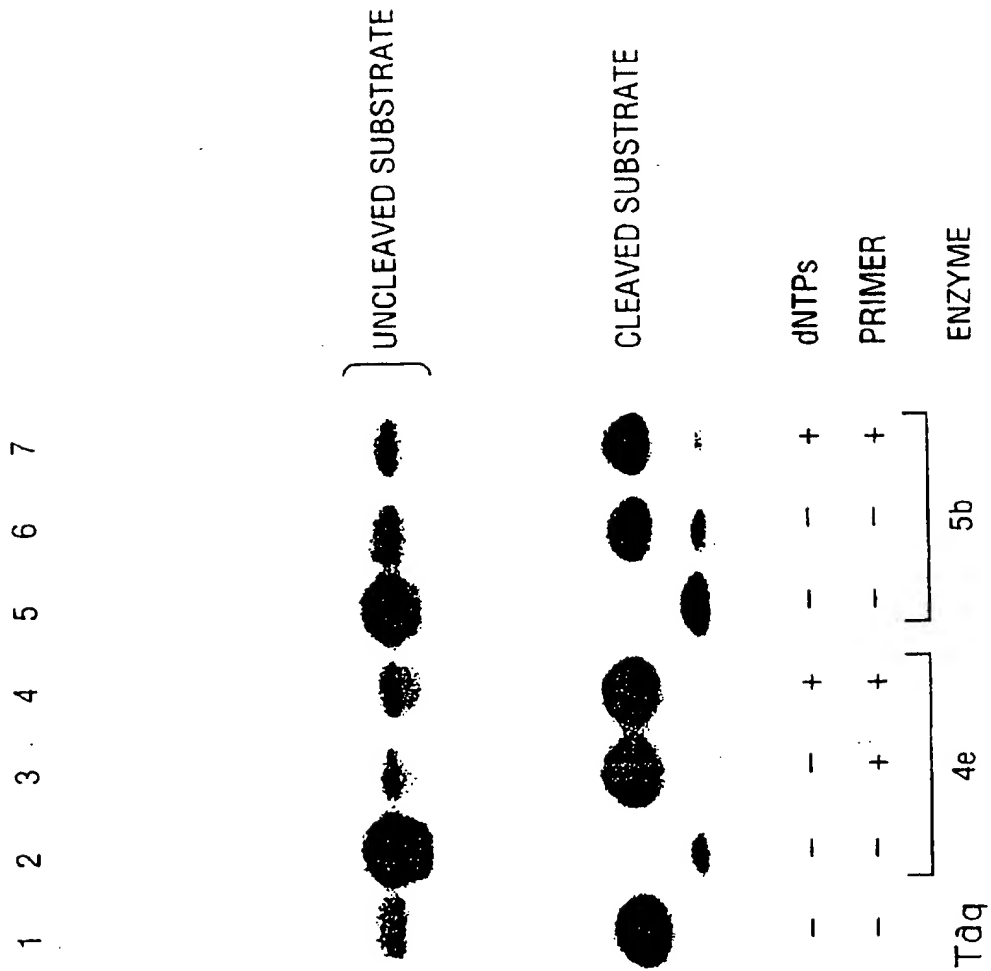 1 2 3 4 5 6 7
UNCLEAVED SUBSTRATE
CLEAVED SUBSTRATE
- - - + - - + dNTPs
- - + + - - + PRIMER
Taq 4e 5b ENZYME